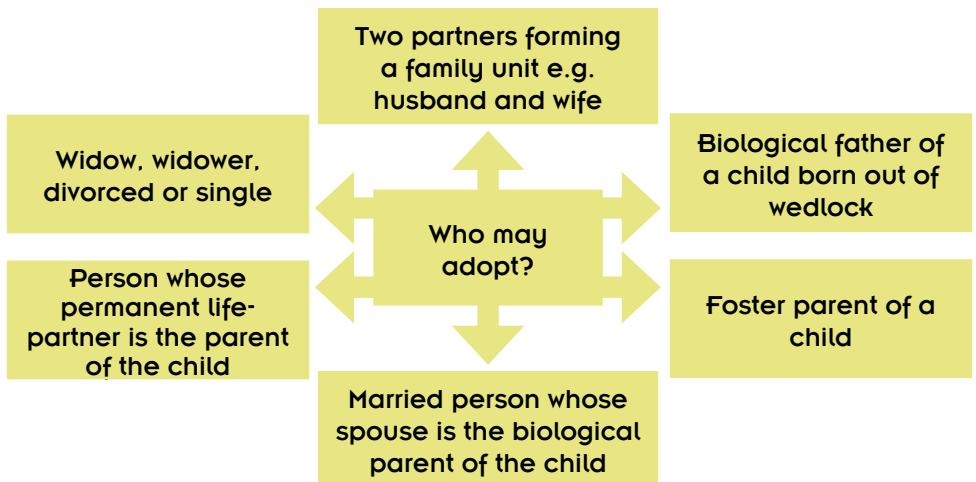 Two partners forming
a family unit e.g.
husband and wife
Widow, widower,
divorced or single
Biological father of
a child born out of
wedlock
Who may
adopt?
Person whose
permanent life-
partner is the parent
of the child
Foster parent of a
child
Married person whose
spouse is the biological
parent of the child